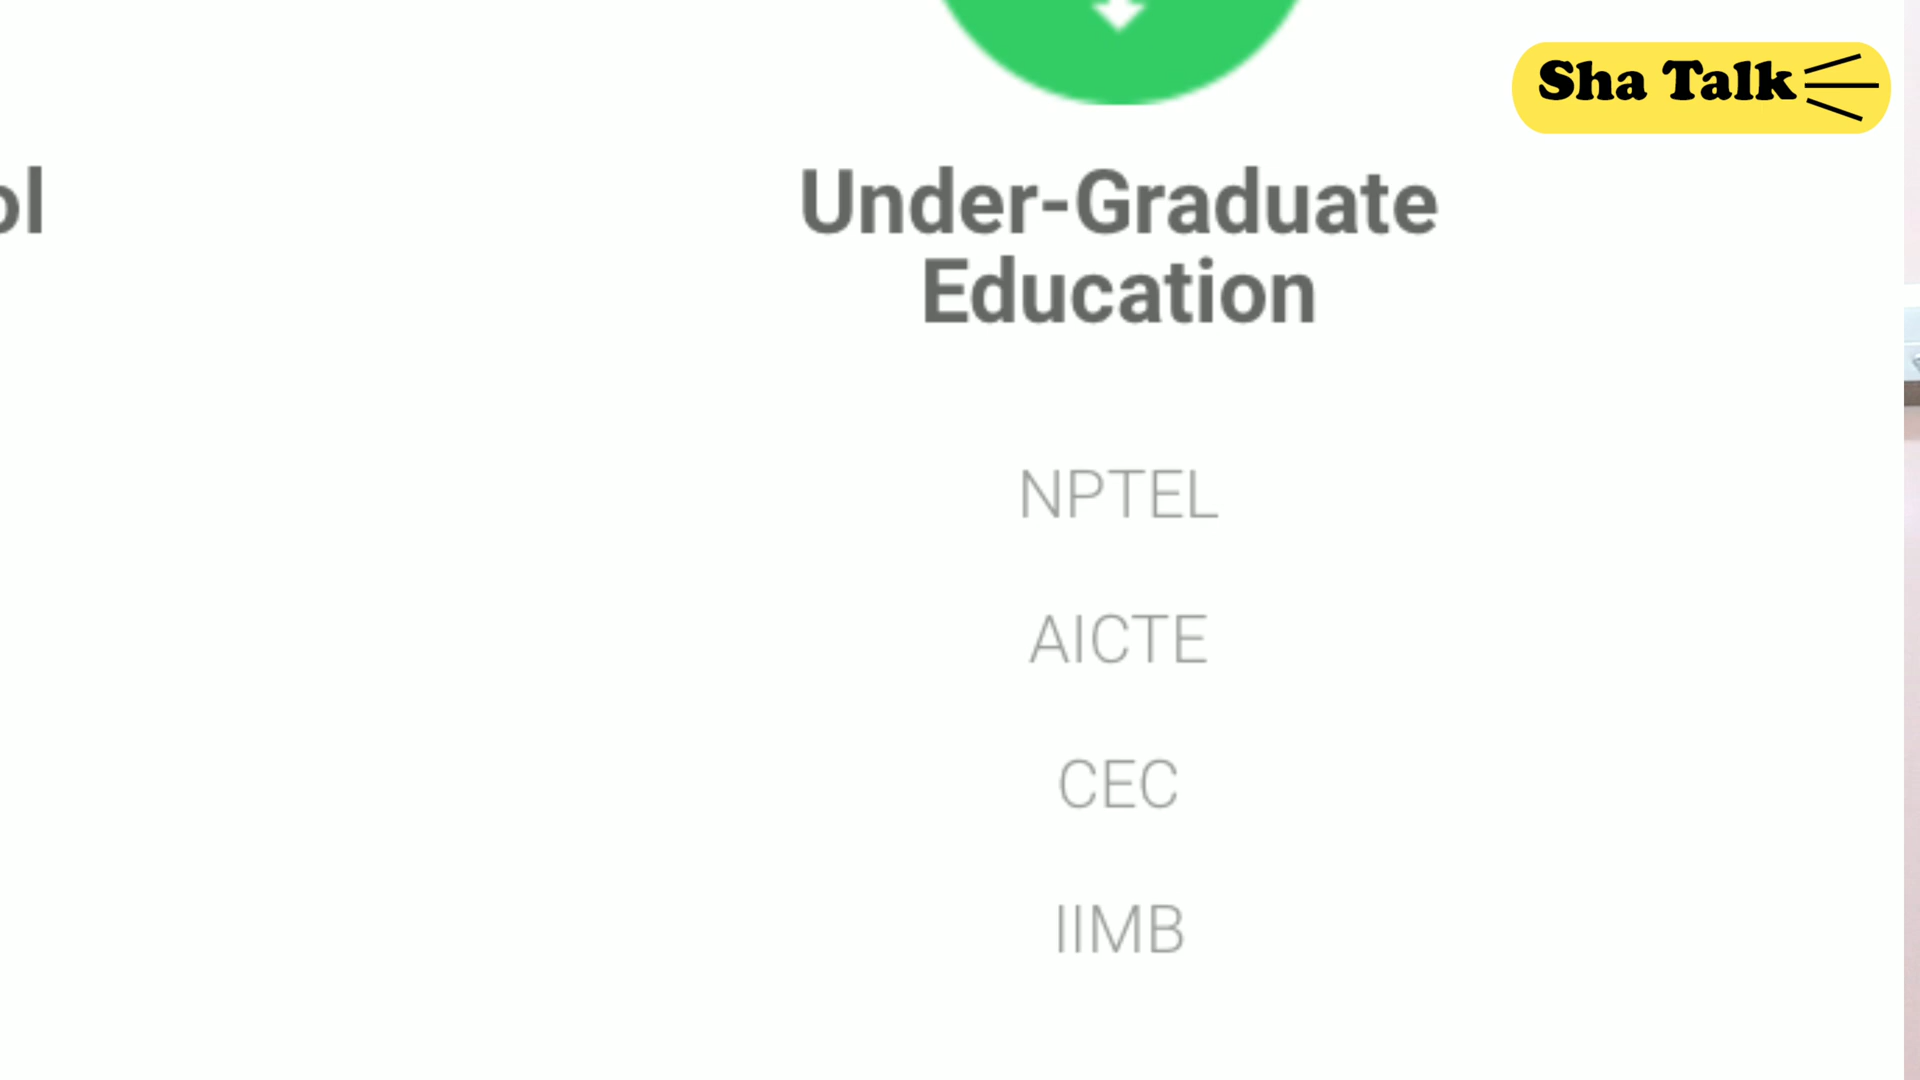 Sha Talk
Under-Graduate
Education
NPTEL
AICTE
CEC
IIMB